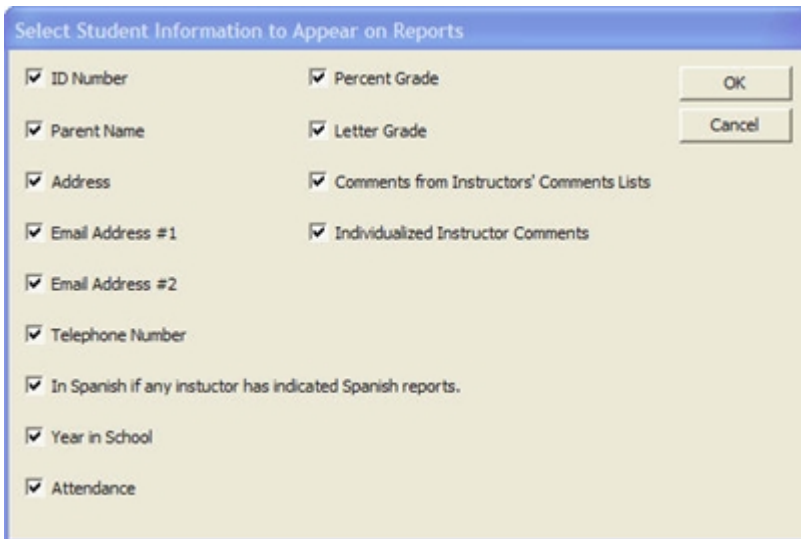 Select Student Information to Appear on Reports
ID Number
Parent Name
Address
Email Address #1
Email Address #2
Telephone Number
In Spanish if any instuctor has indicated Spanish reports.
Year in School
Attendance
Percent Grade
Letter Grade
Comments from Instructors' Comments Lists
Individualized Instructor Comments
OK
Cancel